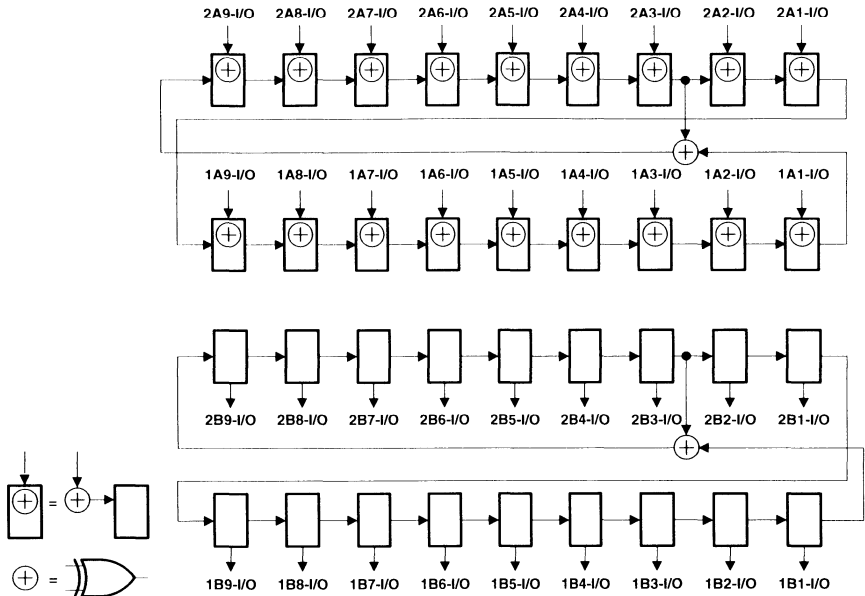 2A9-I/O 2A8-I/O 2A7-I/O 2A6-I/O 2A5-I/O 2A4-I/O 2A3-I/O 2A2-I/O 2A1-I/O
1A9-I/O 1A8-I/O 1A7-I/O 1A6-I/O 1A5-I/O 1A4-I/O 1A3-I/O 1A2-I/O 1A1-I/O
2B9-I/O 2B8-I/O 2B7-I/O 2B6-I/O 2B5-I/O 2B4-I/O 2B3-I/O 2B2-I/O 2B1-I/O
=
=
1B9-I/O 1B8-I/O 1B7-I/O 1B6-I/O 1B5-I/O 1B4-I/O 1B3-I/O 1B2-I/O 1B1-I/O